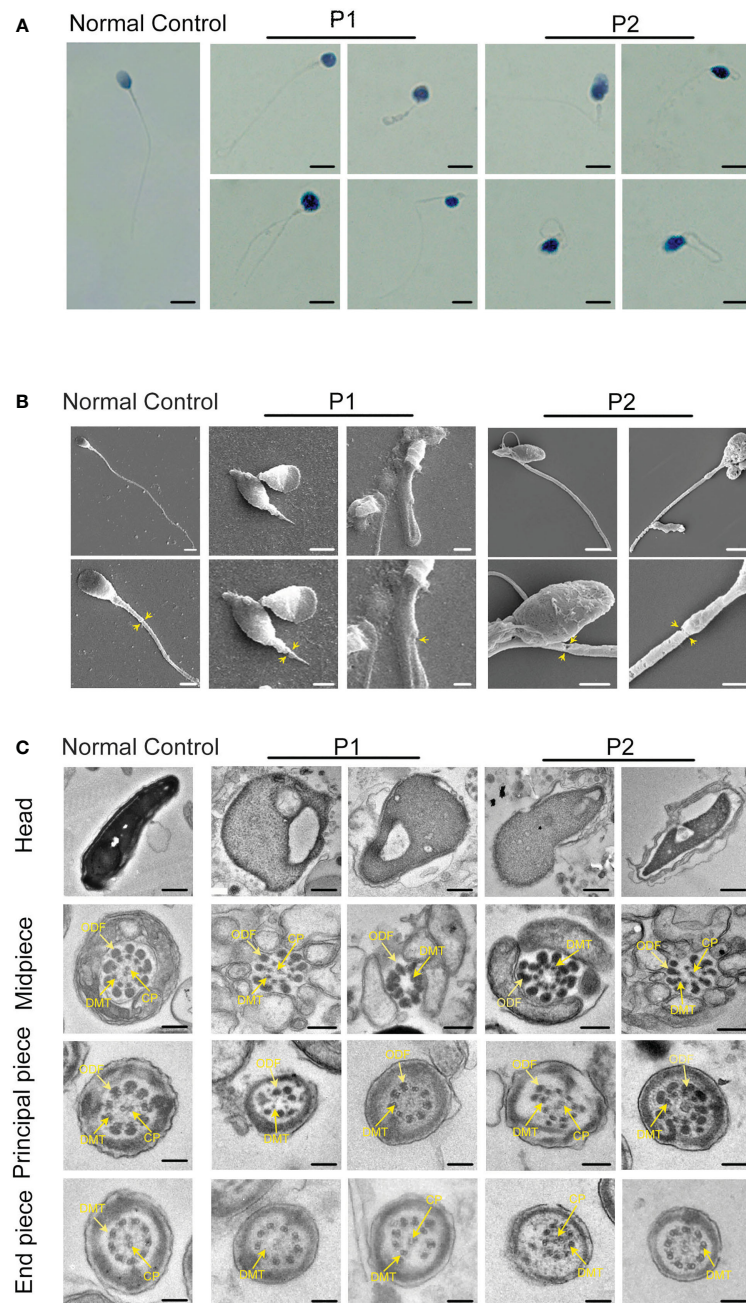 A
Normal Control
P1
P2
B
Normal Control
P1
P2
C
Normal Control
P1
P2
Head
Midpiece
ODF
DMT
CP
ODF
CP
DMT
ODF
DMT
DMT
ODF
ODF
CP
DMT
Principal piece
ODF
DMT
CP
ODF
DMT
ODF
DMT
ODF
DMT
CP
ODF
DMT
End piece
DMT
CP
DMT
CP
DMT
CP
DMT
DMT